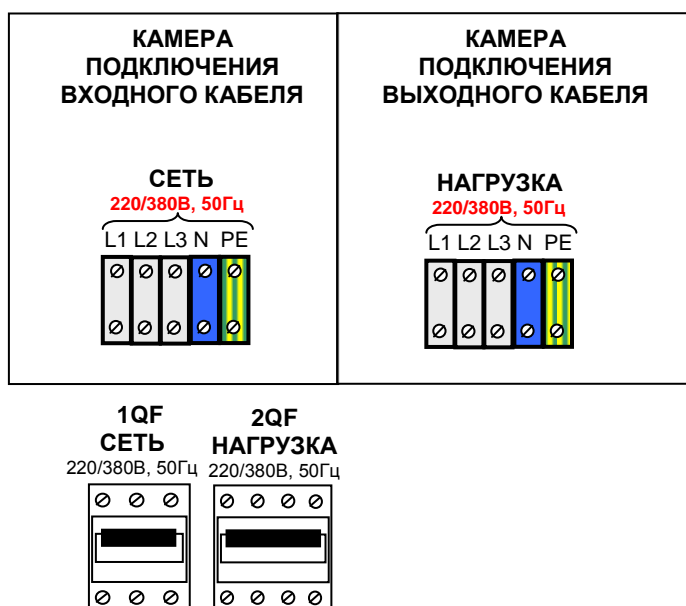 КАМЕРА
ПОДКЛЮЧЕНИЯ
ВХОДНОГО КАБЕЛЯ
СЕТЬ
220/380В, 50Гц
L1 L2 L3 N PE
КАМЕРА
ПОДКЛЮЧЕНИЯ
ВЫХОДНОГО КАБЕЛЯ
НАГРУЗКА
220/380В, 50Гц
L1 L2 L3 N PE
1QF
СЕТЬ
220/380В, 50Гц
2QF
НАГРУЗКА
220/380В, 50Гц